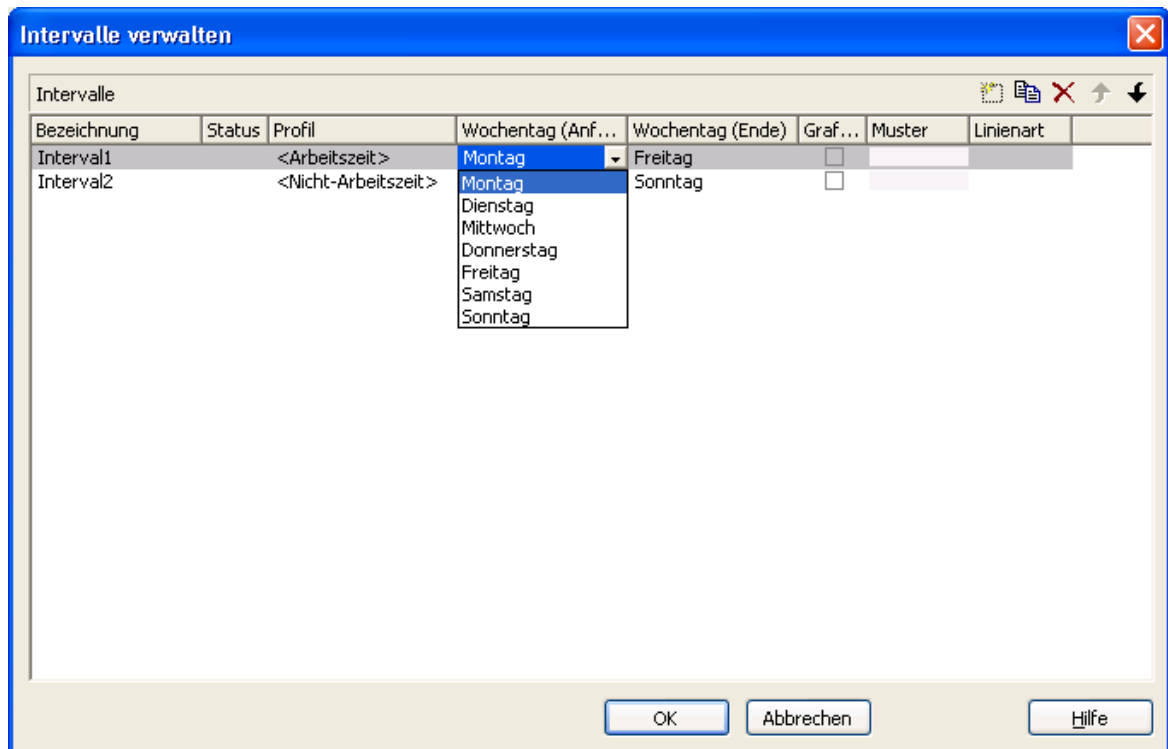 Intervalle verwalten
Intervalle
Bezeichnung Status Profil Wochentag (Anf... Wochentag (Ende) Graf... Muster Linienart
Interval1 <Arbeitszeit> Montag Freitag
Interval2 <Nicht-Arbeitszeit> Montag Sonntag
Dienstag
Mittwoch
Donnerstag
Freitag
Samstag
Sonntag
OK Abbrechen Hilfe